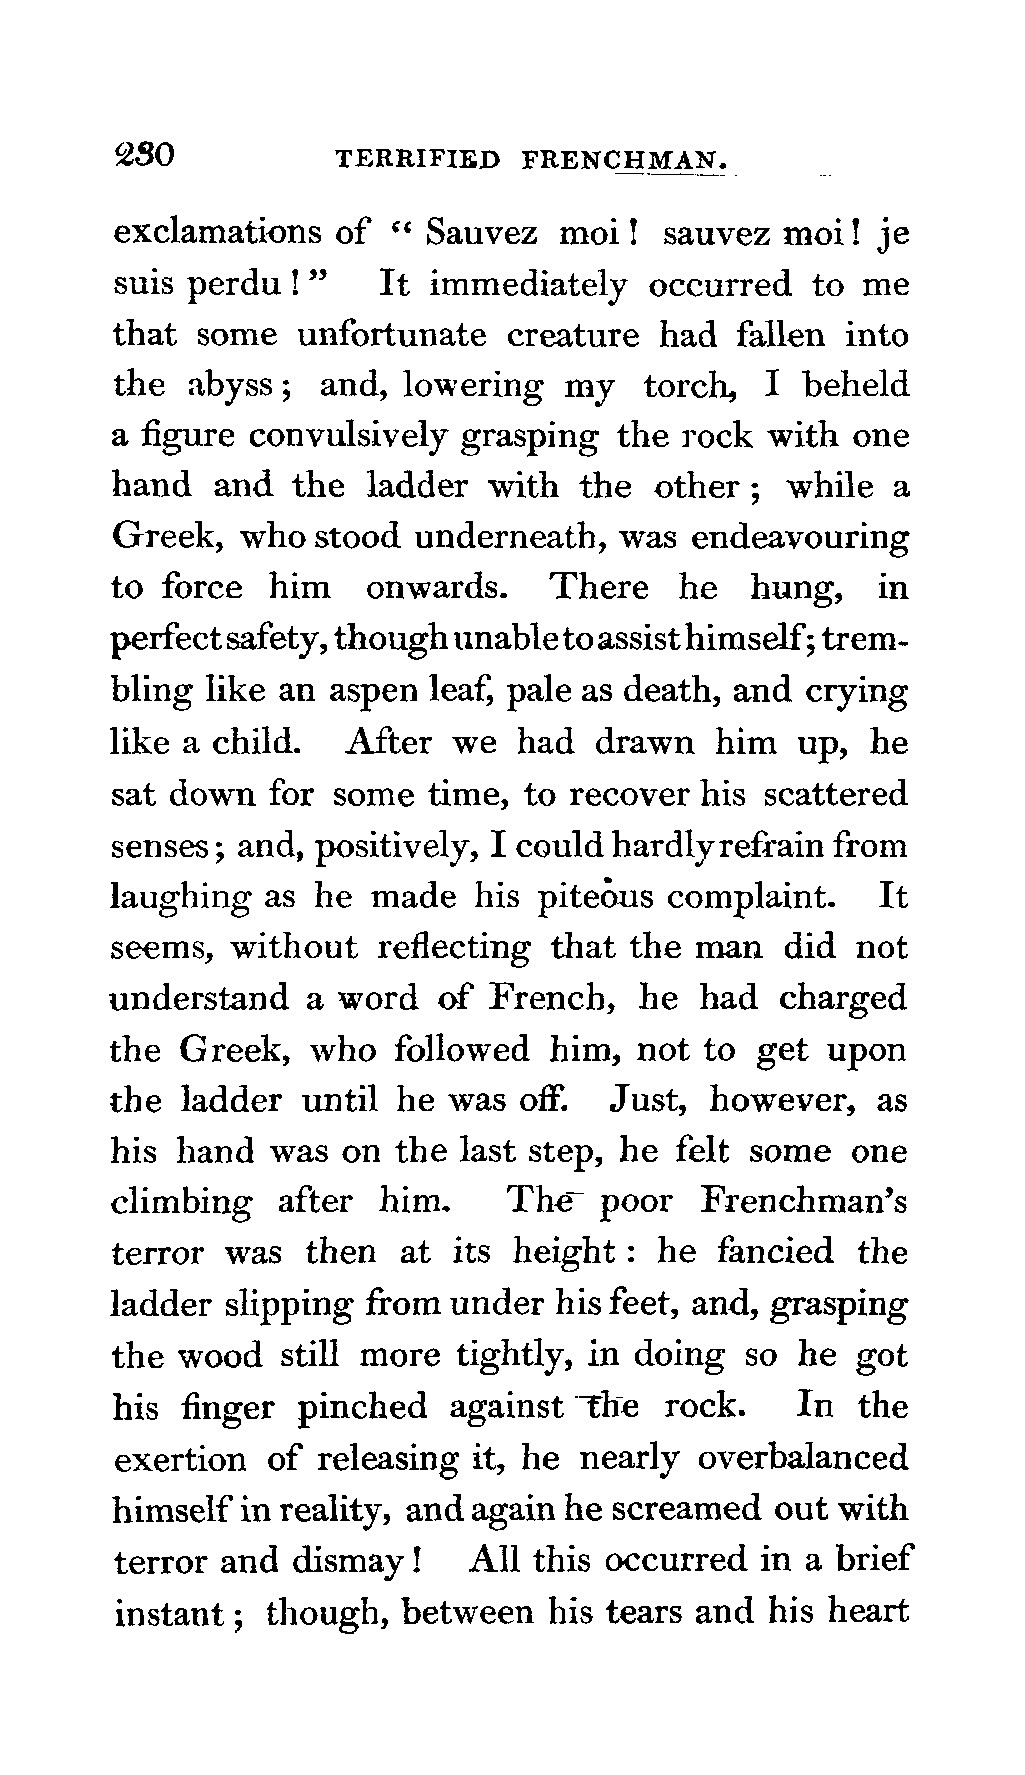 230 TERRIFIED FRENCHMAN.
exclamations of “ Sauvez moi ! sauvez moi ! je
suis perdu ! ” It immediately occurred to me
that some unfortunate creature had fallen into
the abyss ; and, lowering my torch, I beheld
a figure convulsively grasping the rock with one
hand and the ladder with the other ; while a
Greek, who stood underneath, was endeavouring
to force him onwards. There he hung, in
perfect safety, though unable to assist himself; trem-
bling like an aspen leaf, pale as death, and crying
like a child. After we had drawn him up, he
sat down for some time, to recover his scattered
senses ; and, positively, I could hardly refrain from
laughing as he made his piteous complaint. It
seems, without reflecting that the man did not
understand a word of French, he had charged
the Greek, who followed him, not to get upon
the ladder until he was off. Just, however, as
his hand was on the last step, he felt some one
climbing after him. The poor Frenchman’s
terror was then at its height : he fancied the
ladder slipping from under his feet, and, grasping
the wood still more tightly, in doing so he got
his finger pinched against the rock. In the
exertion of releasing it, he nearly overbalanced
himself in reality, and again he screamed out with
terror and dismay ! All this occurred in a brief
instant ; though, between his tears and his heart